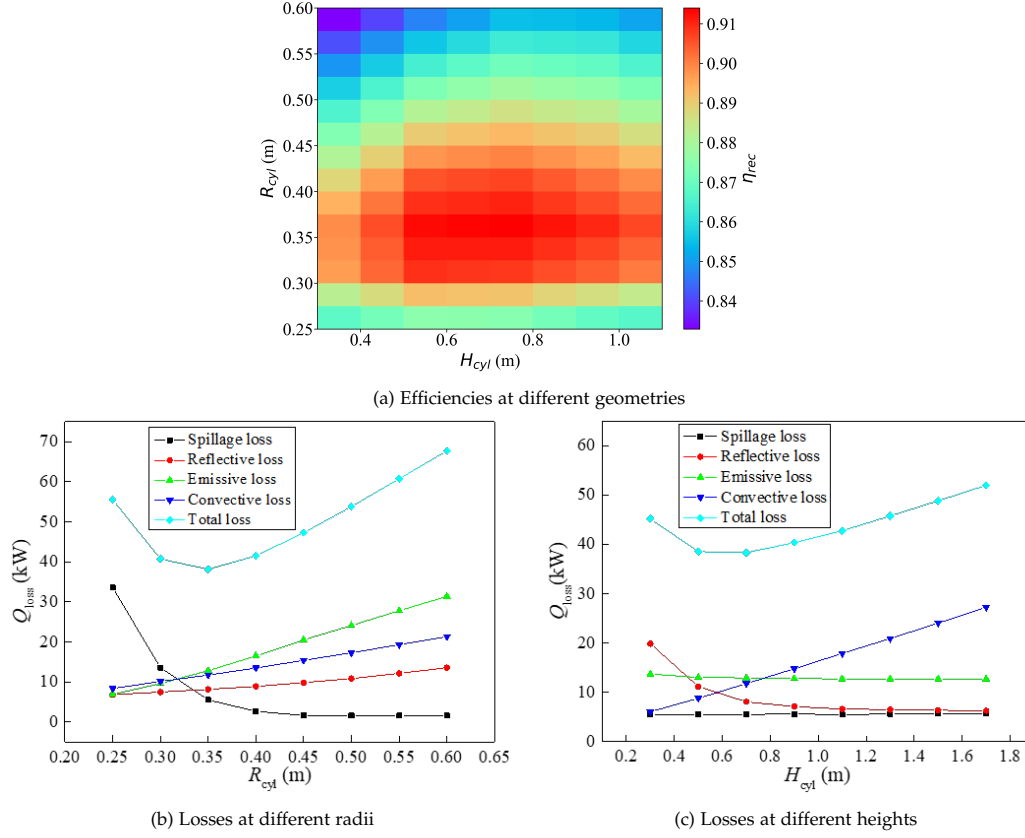 0.60
0.55
0.50
0.45
0.40
0.35
0.30
0.25
R_cyl (m)
0.4 0.6 0.8 1.0
H_cyl (m)
0.91
0.90
0.89
0.88
0.87
0.86
0.85
0.84
η_rec
(a) Efficiencies at different geometries
70
60
50
40
30
20
10
0
Q_loss (kW)
Spillage loss
Reflective loss
Emissive loss
Convective loss
Total loss
0.20 0.25 0.30 0.35 0.40 0.45 0.50 0.55 0.60 0.65
R_cyl (m)
(b) Losses at different radii
60
50
40
30
20
10
0
Q_loss (kW)
Spillage loss
Reflective loss
Emissive loss
Convective loss
Total loss
0.2 0.4 0.6 0.8 1.0 1.2 1.4 1.6 1.8
H_cyl (m)
(c) Losses at different heights